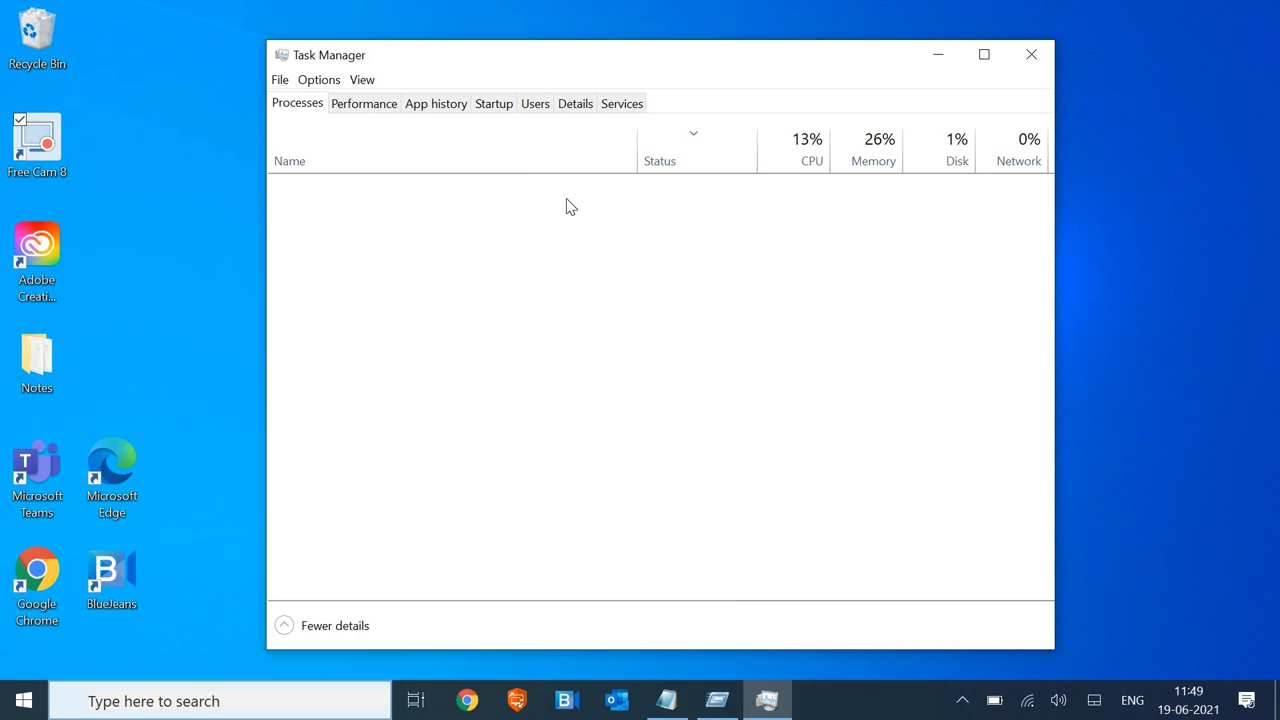 Recycle Bin
Free Cam 8
Adobe
Creati...
Notes
Microsoft
Teams
Microsoft
Edge
Google
Chrome
B
BlueJeans
Task Manager
File Options View
Processes Performance App history Startup Users Details Services
13% 26% 1% 0%
Name Status CPU Memory Disk Network
Fewer details
Type here to search
B
ENG
11:49
19-06-2021